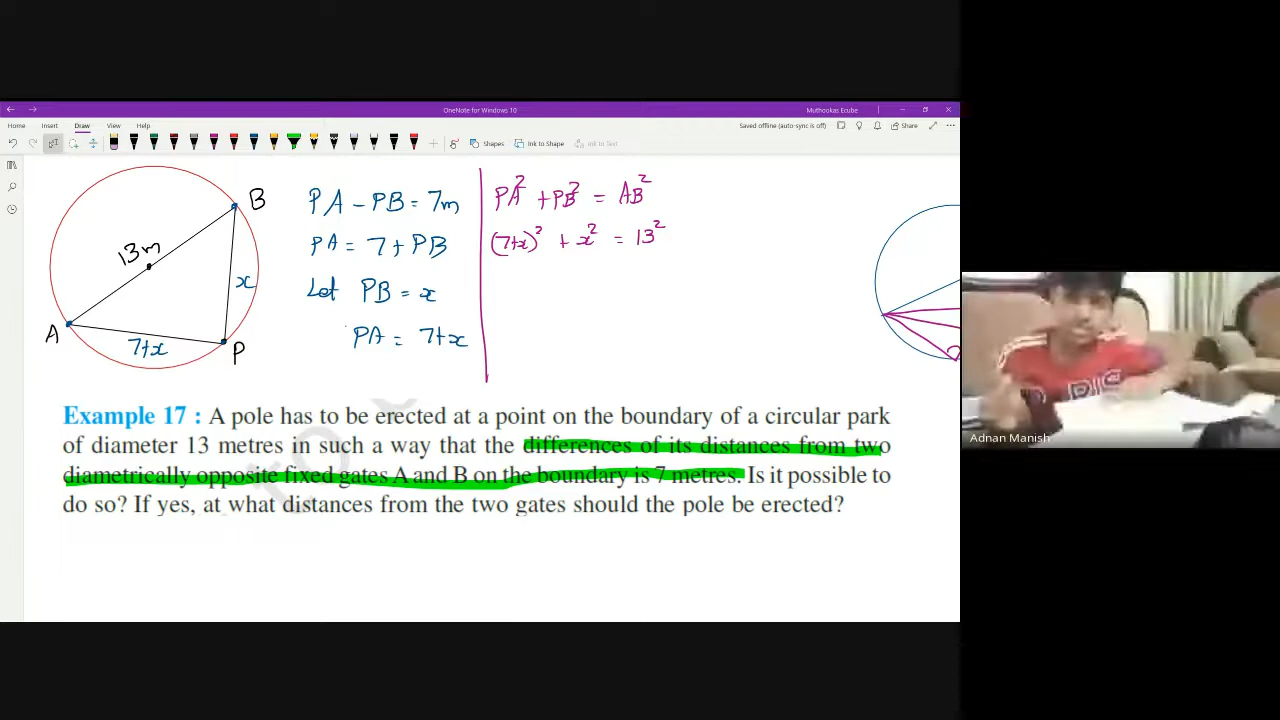 OneNote for Windows 10
Muthookas Ecube
Home Insert Draw View Help
Saved offline (auto-sync is off)
Share
Shapes
Ink to Shape
Ink to Text
B
13m
x
A
7+x
P
PA - PB = 7m
PA = 7 + PB
Let PB = x
PA = 7+x
PA² + PB² = AB²
(7+x)² + x² = 13²
Example 17 : A pole has to be erected at a point on the boundary of a circular park
of diameter 13 metres in such a way that the differences of its distances from two
diametrically opposite fixed gates A and B on the boundary is 7 metres. Is it possible to
do so? If yes, at what distances from the two gates should the pole be erected?
Adnan Manish